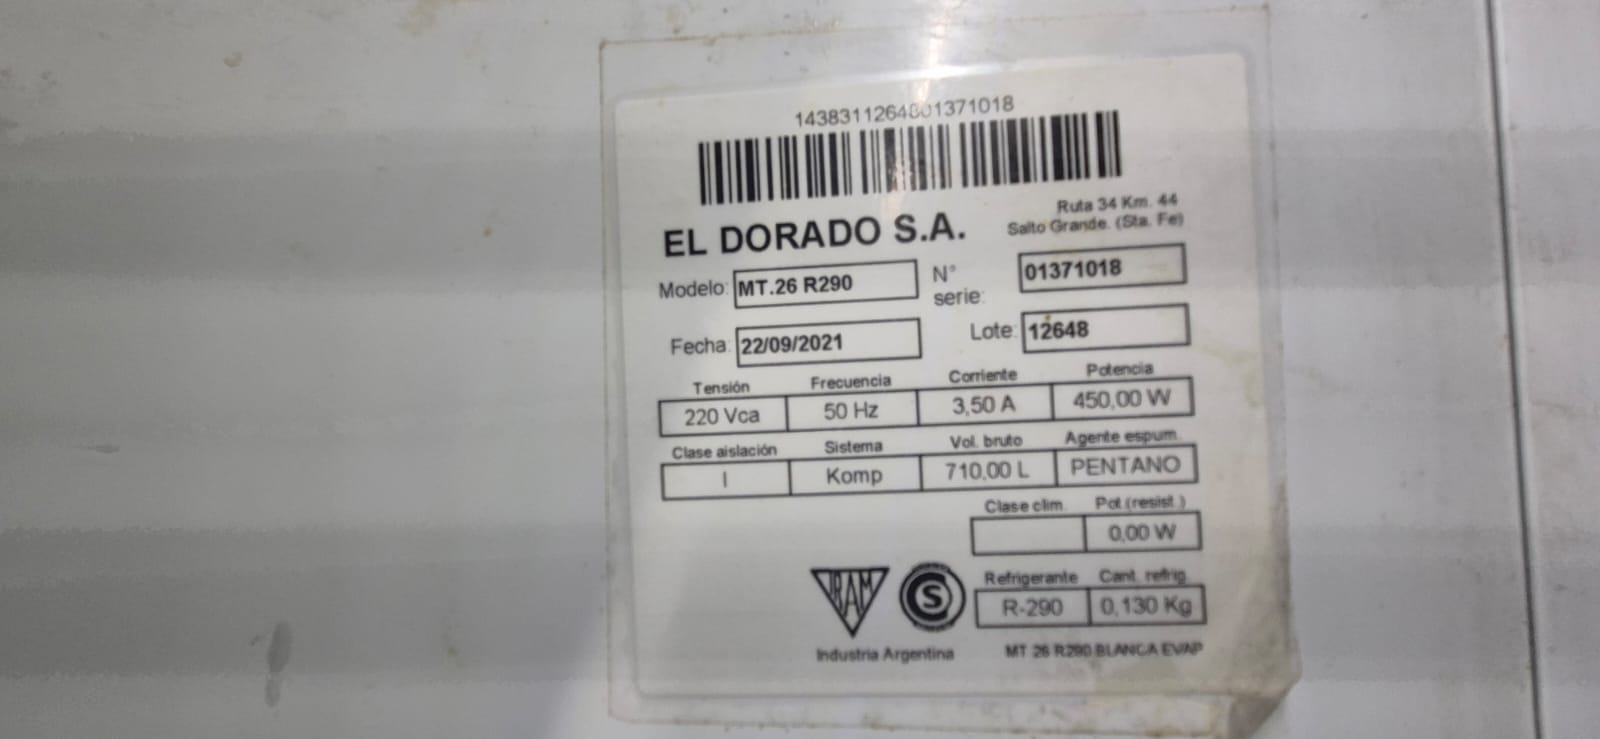 1438311264801371018
EL DORADO S.A.
Ruta 34 Km. 44
Salto Grande. (Sta. Fe)
Modelo: MT.26 R290
N° serie: 01371018
Fecha: 22/09/2021
Lote: 12648
Tensión Frecuencia Corriente Potencia
220 Vca 50 Hz 3,50 A 450,00 W
Clase aislación Sistema Vol. bruto Agente espum.
I Komp 710,00 L PENTANO
Clase clim. Pot.(resist.)
0,00 W
IRAM S
Refrigerante Cant. refrig.
R-290 0,130 Kg
Industria Argentina
MT 26 R290 BLANCA EVAP